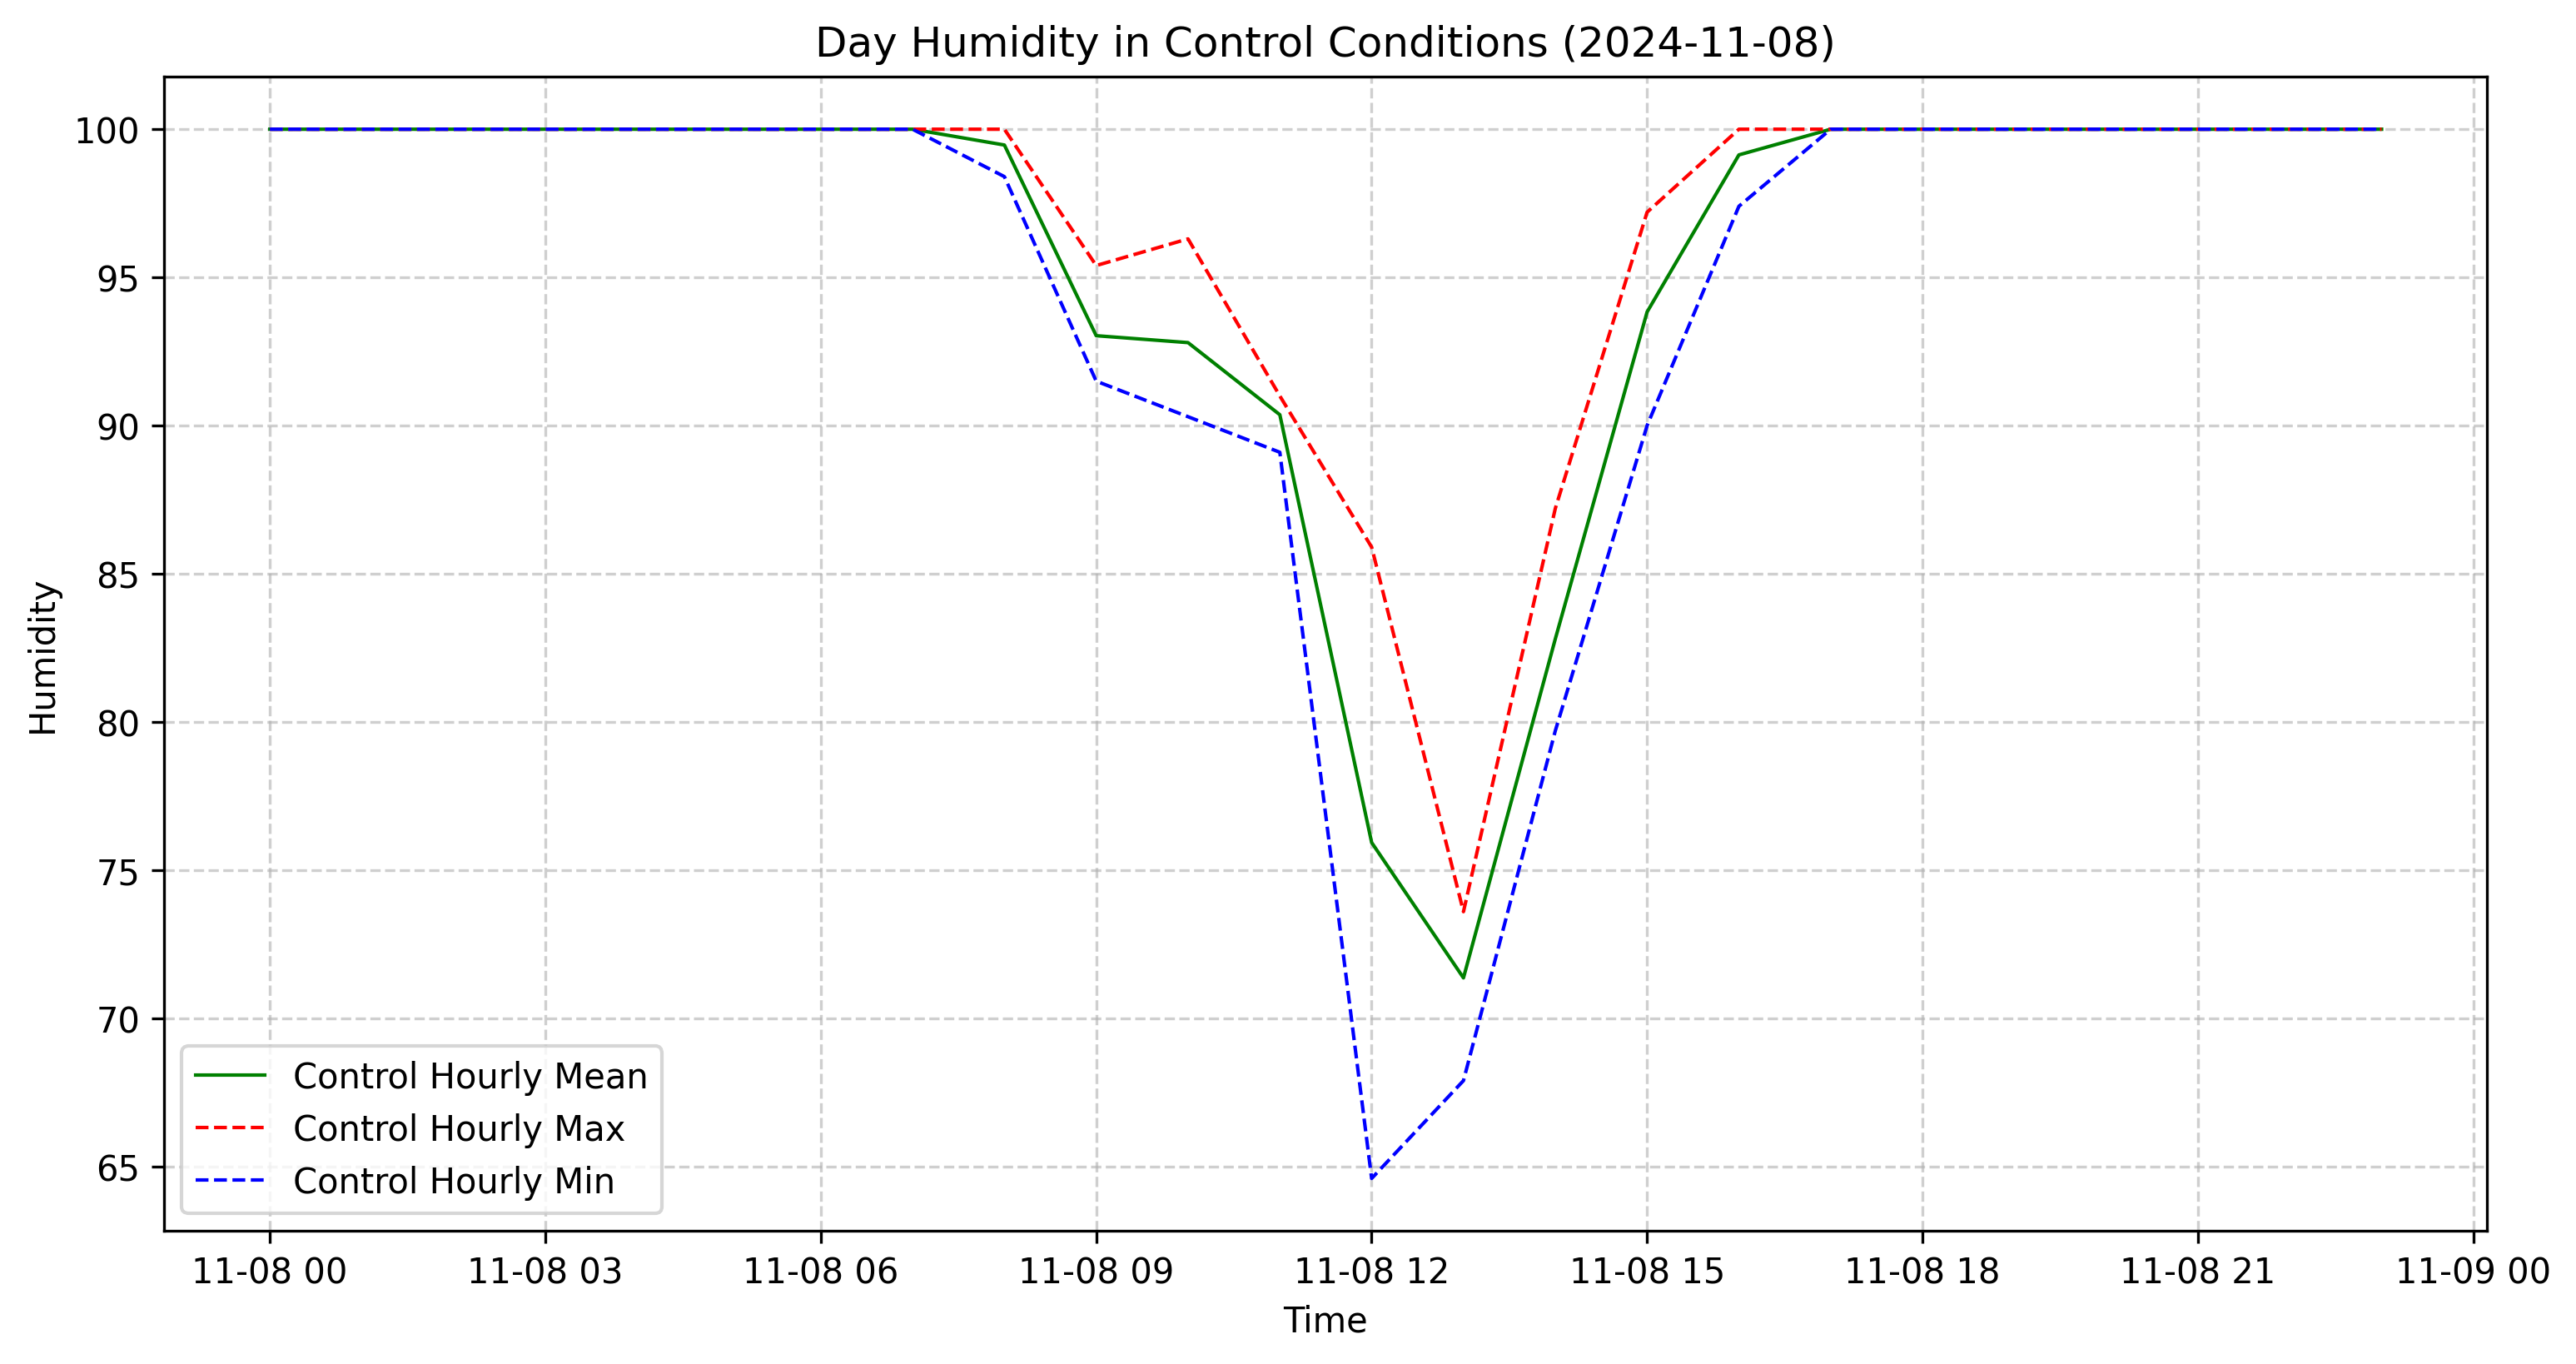 Day Humidity in Control Conditions (2024-11-08)
100
95
90
85
80
75
70
65
Humidity
Control Hourly Mean
Control Hourly Max
Control Hourly Min
11-08 00 11-08 03 11-08 06 11-08 09 11-08 12 11-08 15 11-08 18 11-08 21 11-09 00
Time